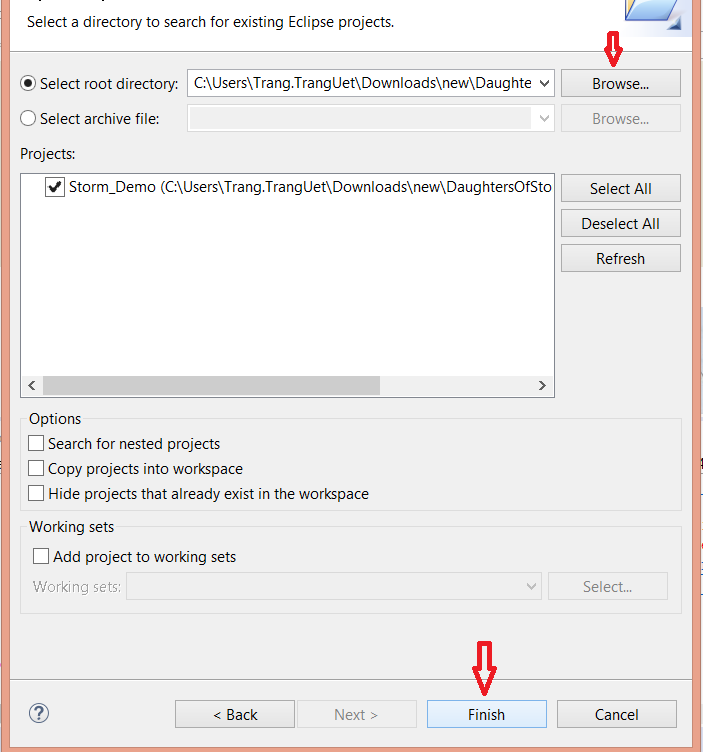 Select a directory to search for existing Eclipse projects.
Select root directory: C:\Users\Trang.TrangUet\Downloads\new\Daughte Browse...
Select archive file: Browse...
Projects:
Storm_Demo (C:\Users\Trang.TrangUet\Downloads\new\DaughtersOfSto Select All
Deselect All
Refresh
Options
Search for nested projects
Copy projects into workspace
Hide projects that already exist in the workspace
Working sets
Add project to working sets
Working sets: Select...
? < Back Next > Finish Cancel